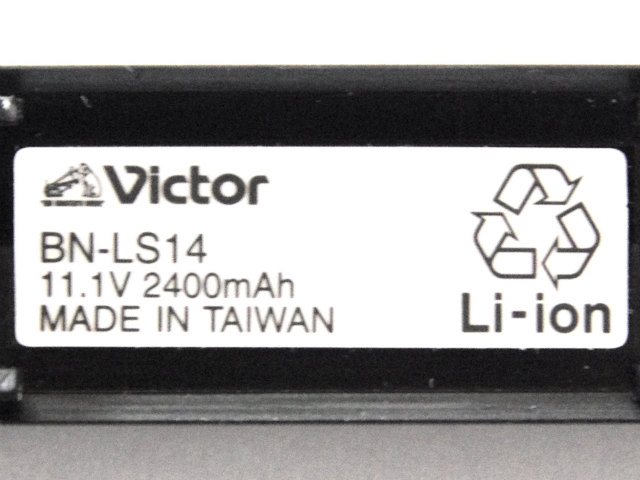 Victor
BN-LS14
11.1V 2400mAh
MADE IN TAIWAN
Li-ion